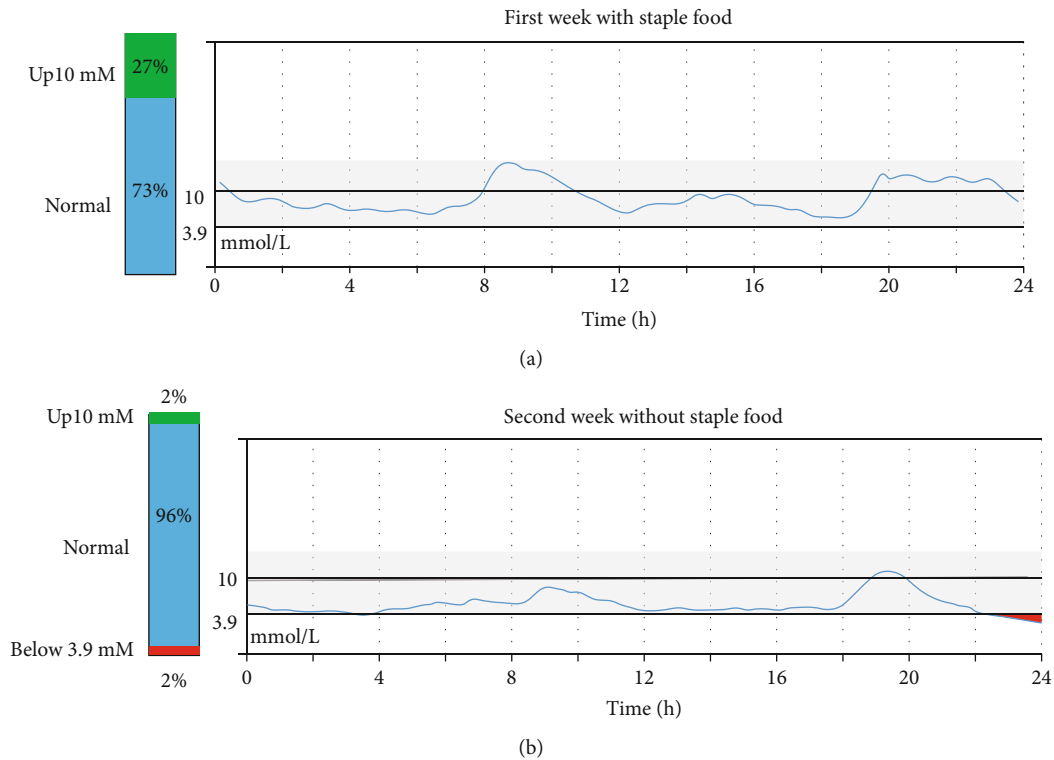 First week with staple food
Up10 mM
27%
73%
Normal
10
3.9
mmol/L
0 4 8 12 16 20 24
Time (h)
(a)
2%
Up10 mM
Second week without staple food
96%
Normal
10
3.9
mmol/L
Below 3.9 mM
2%
0 4 8 12 16 20 24
Time (h)
(b)